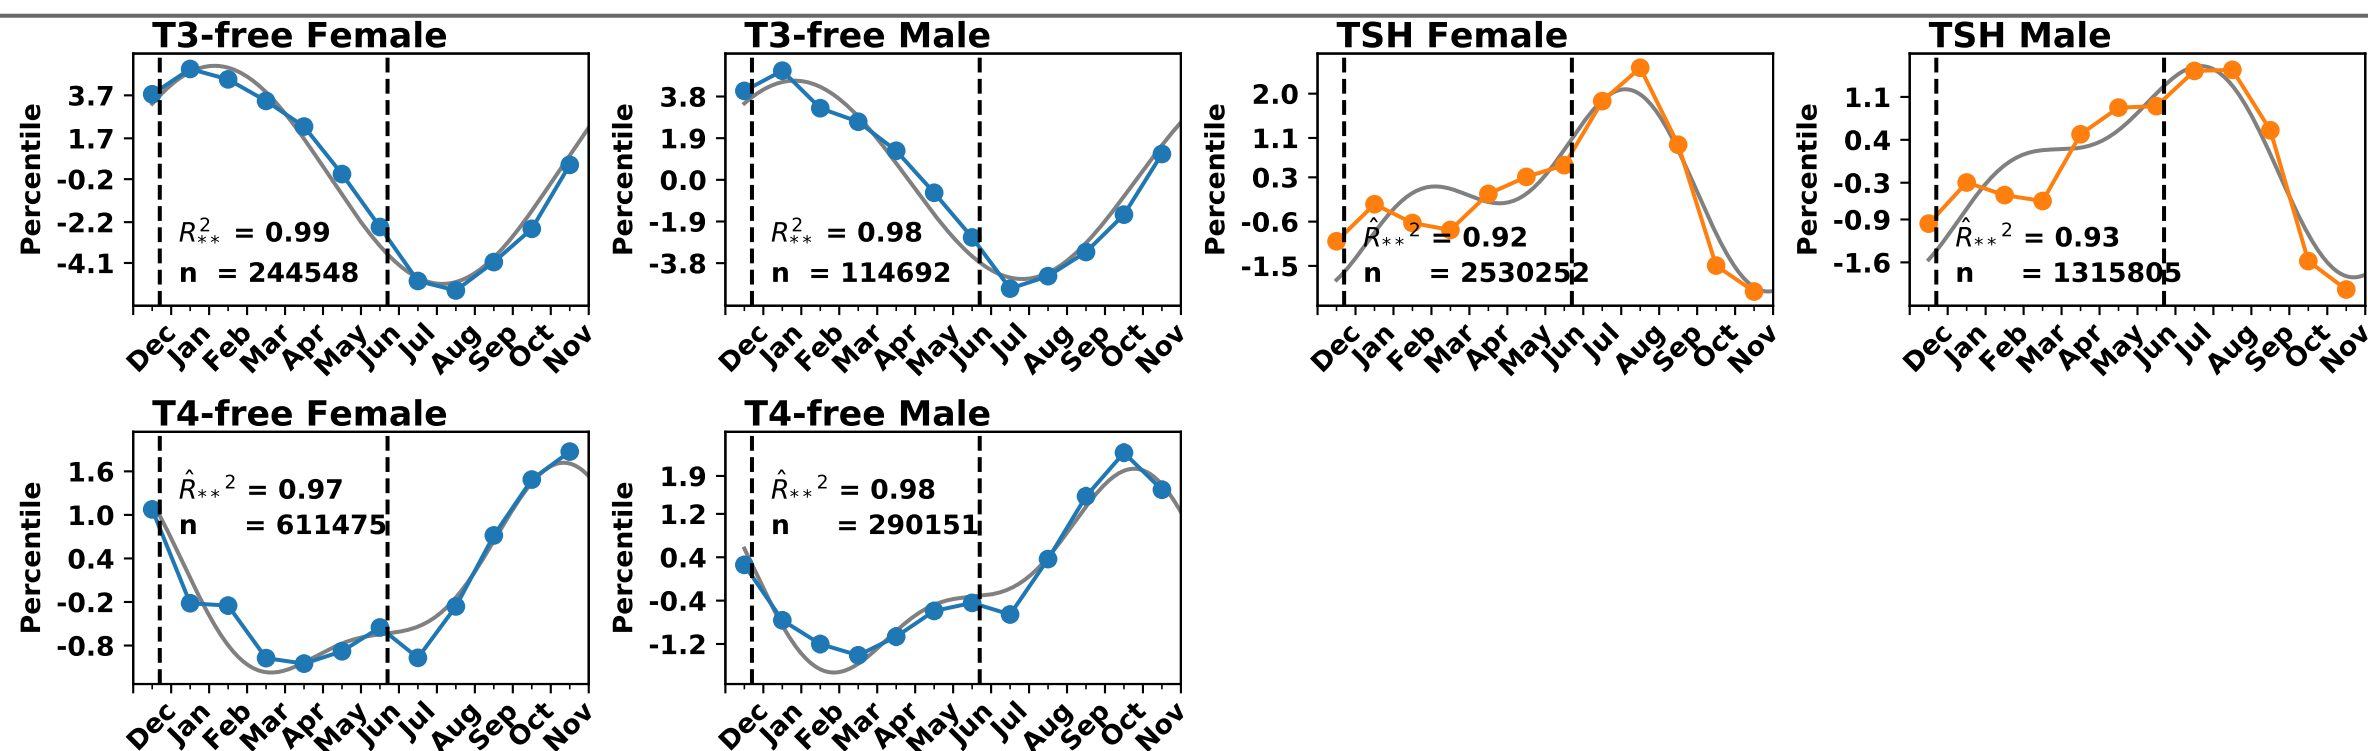 T3-free Female
Percentile
3.7
1.7
-0.2
-2.2
-4.1
R²** = 0.99
n = 244548
Dec Jan Feb Mar Apr May Jun Jul Aug Sep Oct Nov
T3-free Male
Percentile
3.8
1.9
0.0
-1.9
-3.8
R²** = 0.98
n = 114692
Dec Jan Feb Mar Apr May Jun Jul Aug Sep Oct Nov
TSH Female
Percentile
2.0
1.1
0.3
-0.6
-1.5
R̂**² = 0.92
n = 2530252
Dec Jan Feb Mar Apr May Jun Jul Aug Sep Oct Nov
TSH Male
Percentile
1.1
0.4
-0.3
-0.9
-1.6
R̂**² = 0.93
n = 1315805
Dec Jan Feb Mar Apr May Jun Jul Aug Sep Oct Nov
T4-free Female
Percentile
1.6
1.0
0.4
-0.2
-0.8
R̂**² = 0.97
n = 611475
Dec Jan Feb Mar Apr May Jun Jul Aug Sep Oct Nov
T4-free Male
Percentile
1.9
1.2
0.4
-0.4
-1.2
R̂**² = 0.98
n = 290151
Dec Jan Feb Mar Apr May Jun Jul Aug Sep Oct Nov